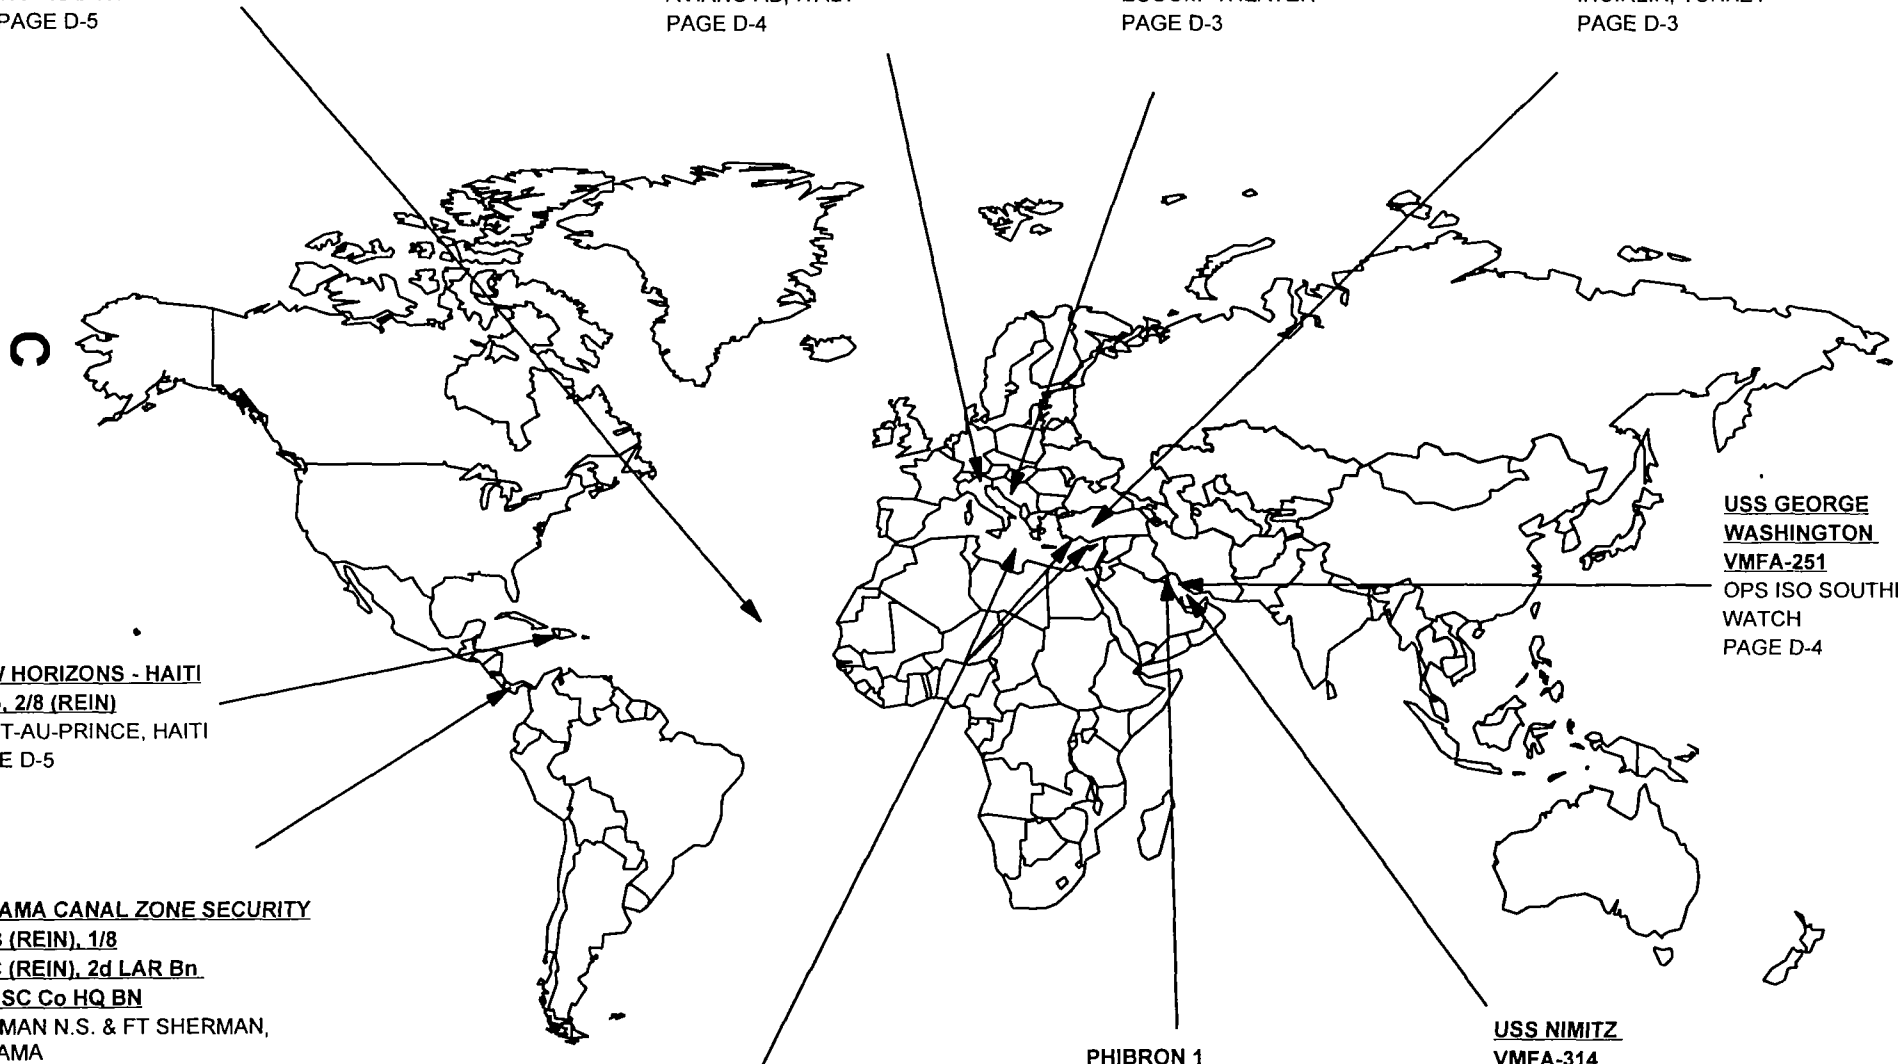 PAGE D-5
PAGE D-4
PAGE D-3
PAGE D-3
C
USS GEORGE
WASHINGTON
VMFA-251
OPS ISO SOUTHE
WATCH
PAGE D-4
HORIZONS - HAITI
2/8 (REIN)
T-AU-PRINCE, HAITI
E D-5
AMA CANAL ZONE SECURITY
(REIN), 1/8
(REIN), 2d LAR Bn
SC Co HQ BN
MAN N.S. & FT SHERMAN,
AMA
PHIBRON 1
USS NIMITZ
VMFA-314